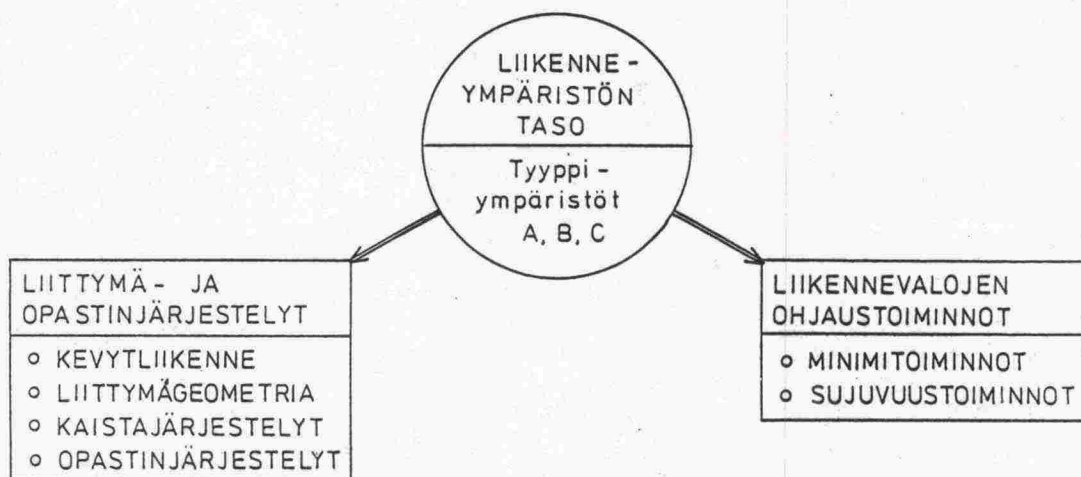 LIIKENNE-
YMPÄRISTÖN
TASO
Tyyppi-
ympäristöt
A, B, C
LIITTYMÄ- JA
OPASTINJÄRJESTELYT
o KEVYTLIIKENNE
o LIITTYMÄGEOMETRIA
o KAISTAJÄRJESTELYT
o OPASTINJÄRJESTELYT
LIIKENNEVALOJEN
OHJAUSTOIMINNOT
o MINIMITOIMINNOT
o SUJUVUUSTOIMINNOT